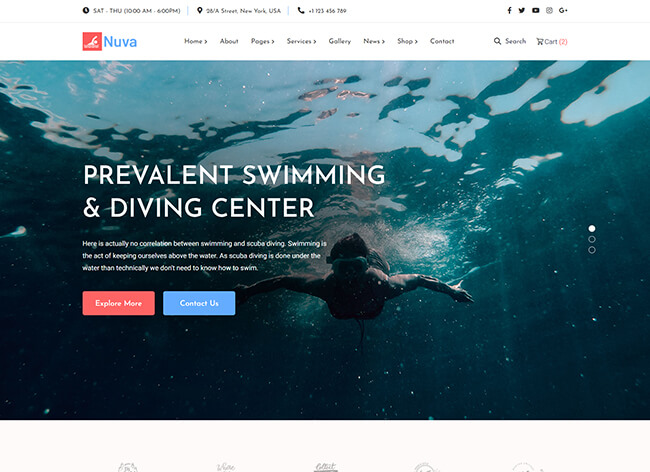 SAT - THU (10:00 AM - 6:00PM) 28/A Street, New York, USA +1 123 456 789
Nuva Home About Pages Services Gallery News Shop Contact Search Cart (2)
PREVALENT SWIMMING
& DIVING CENTER
Here is actually no correlation between swimming and scuba diving. Swimming is
the act of keeping ourselves above the water. As scuba diving is done under the
water than technically we don't need to know how to swim.
Explore More Contact Us